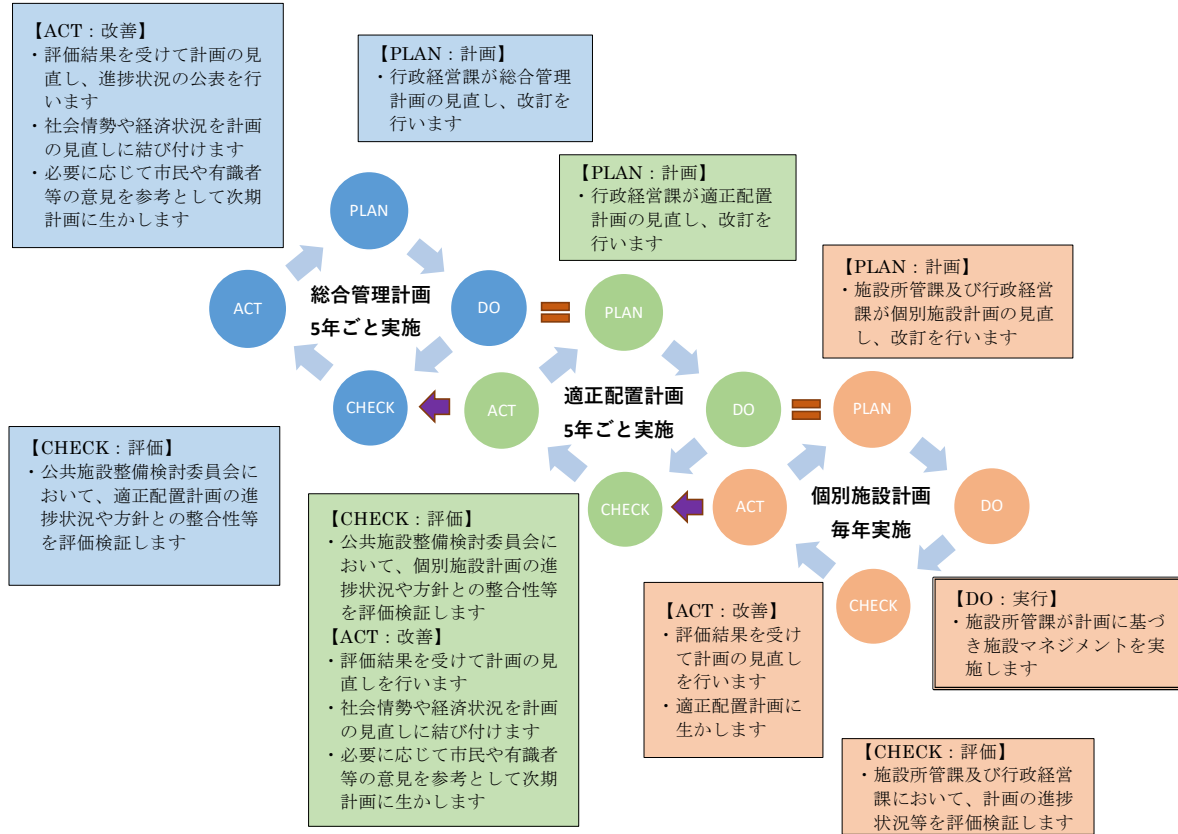 【ACT：改善】
・評価結果を受けて計画の見
直し、進捗状況の公表を行
います
・社会情勢や経済状況を計画
の見直しに結び付けます
・必要に応じて市民や有識者
等の意見を参考として次期
計画に生かします
【PLAN：計画】
・行政経営課が総合管理
計画の見直し、改訂を
行います
【PLAN：計画】
・行政経営課が適正配置
計画の見直し、改訂を
行います
【PLAN：計画】
・施設所管課及び行政経営
課が個別施設計画の見直
し、改訂を行います
PLAN
ACT
総合管理計画
5年ごと実施
DO
CHECK
PLAN
ACT
適正配置計画
5年ごと実施
DO
CHECK
PLAN
ACT
個別施設計画
毎年実施
DO
CHECK
【CHECK：評価】
・公共施設整備検討委員会に
おいて、適正配置計画の進
捗状況や方針との整合性等
を評価検証します
【CHECK：評価】
・公共施設整備検討委員会に
おいて、個別施設計画の進
捗状況や方針との整合性等
を評価検証します
【ACT：改善】
・評価結果を受けて計画の見
直しを行います
・社会情勢や経済状況を計画
の見直しに結び付けます
・必要に応じて市民や有識者
等の意見を参考として次期
計画に生かします
【ACT：改善】
・評価結果を受け
て計画の見直し
を行います
・適正配置計画に
生かします
【DO：実行】
・施設所管課が計画に基づ
き施設マネジメントを実
施します
【CHECK：評価】
・施設所管課及び行政経営
課において、計画の進捗
状況等を評価検証します